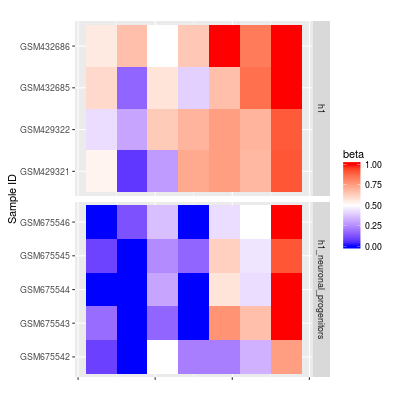 GSM432686
GSM432685
GSM429322
GSM429321
h1
GSM675546
GSM675545
GSM675544
GSM675543
GSM675542
h1_neuronal_progenitors
Sample ID
beta
1.00
0.75
0.50
0.25
0.00